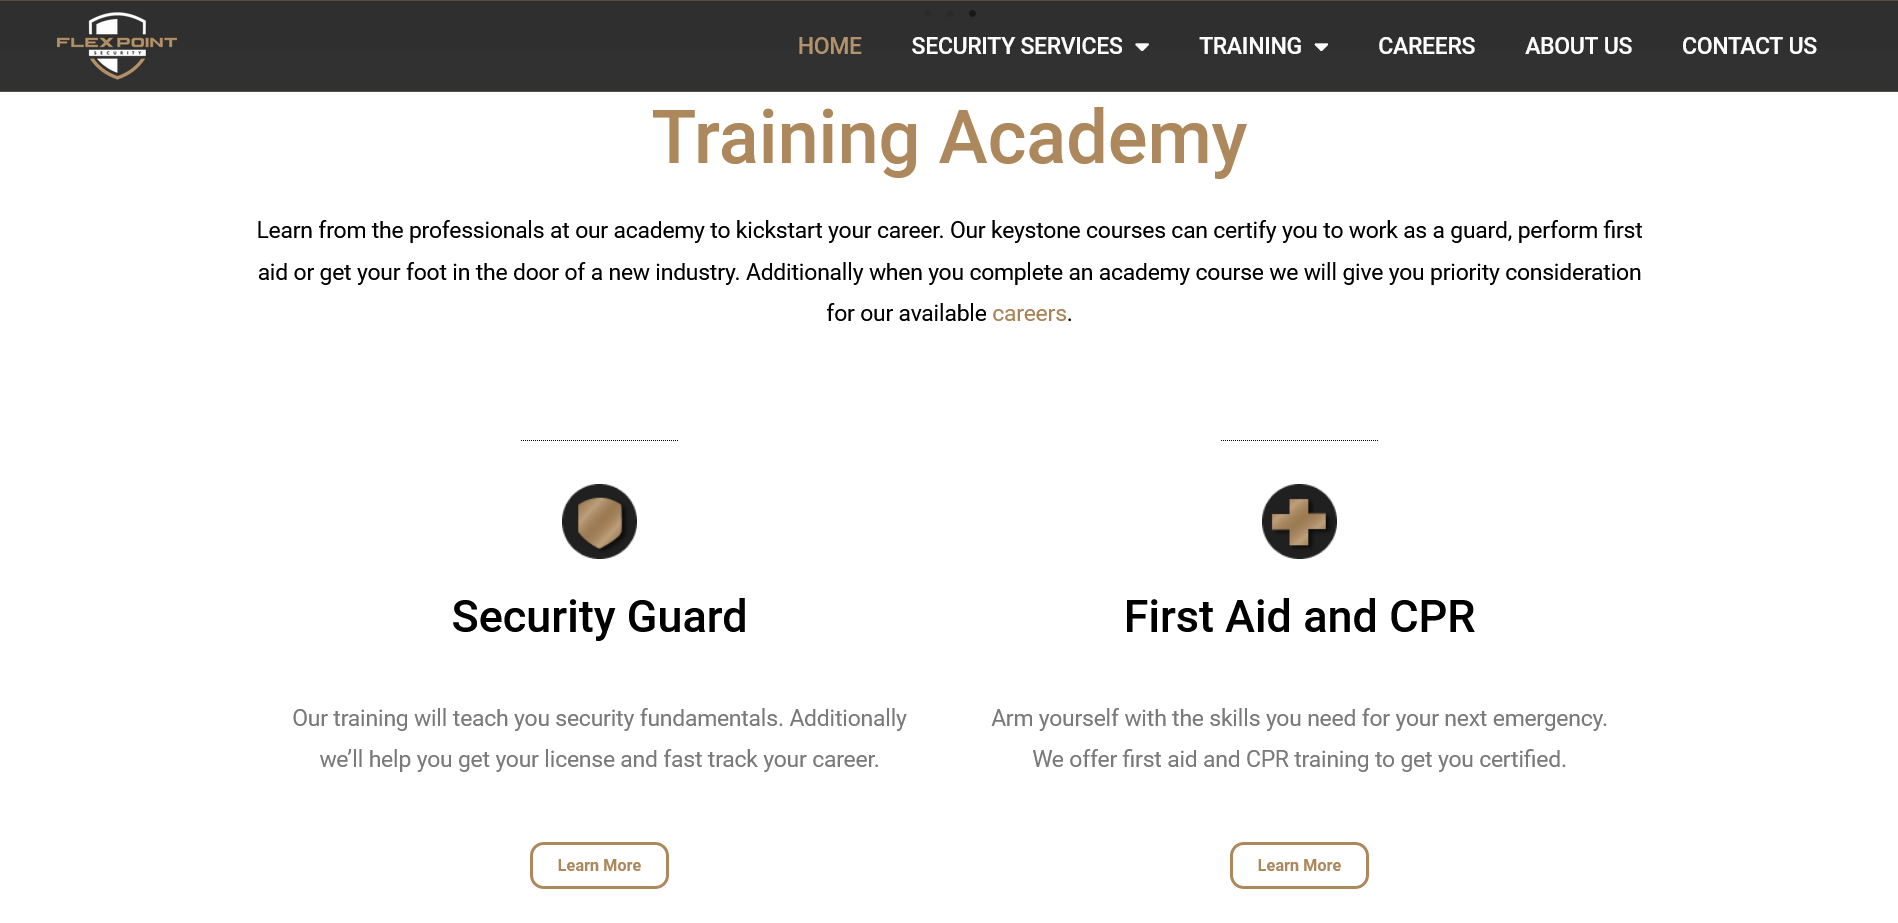 FLEXPOINT
SECURITY
HOME SECURITY SERVICES TRAINING CAREERS ABOUT US CONTACT US
Training Academy
Learn from the professionals at our academy to kickstart your career. Our keystone courses can certify you to work as a guard, perform first
aid or get your foot in the door of a new industry. Additionally when you complete an academy course we will give you priority consideration
for our available careers.
Security Guard
Our training will teach you security fundamentals. Additionally
we’ll help you get your license and fast track your career.
Learn More
First Aid and CPR
Arm yourself with the skills you need for your next emergency.
We offer first aid and CPR training to get you certified.
Learn More